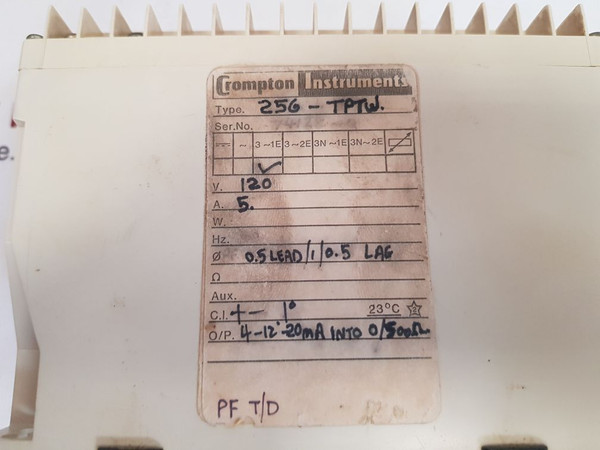 Crompton Instruments
Type. 256 - TPTW.
Ser.No.
~ 3~1E 3~2E 3N~1E 3N~2E
✓
V. 120
A. 5.
W.
Hz.
Ø 0.5 LEAD/1/0.5 LAG
Ω
Aux.
C.I. + - 1° 23°C
O/P. 4-12-20mA INTO 0/500Ω
PF T/D
e.